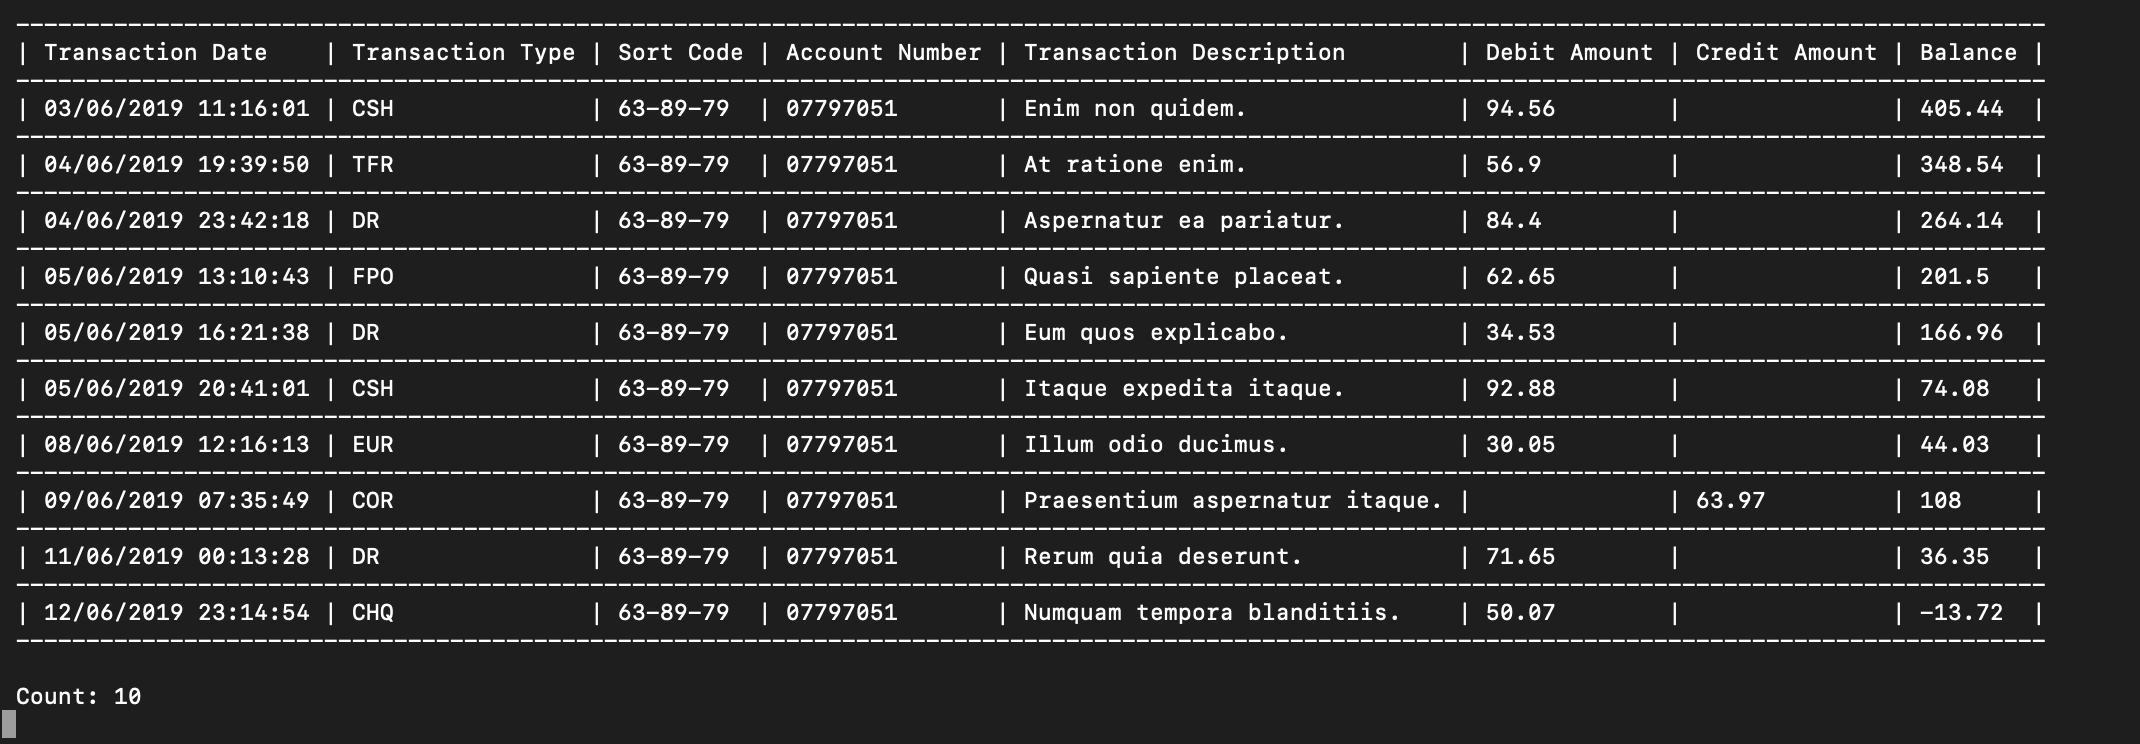 | Transaction Date | Transaction Type | Sort Code | Account Number | Transaction Description | Debit Amount | Credit Amount | Balance |
| 03/06/2019 11:16:01 | CSH | 63-89-79 | 07797051 | Enim non quidem. | 94.56 | | 405.44 |
| 04/06/2019 19:39:50 | TFR | 63-89-79 | 07797051 | At ratione enim. | 56.9 | | 348.54 |
| 04/06/2019 23:42:18 | DR | 63-89-79 | 07797051 | Aspernatur ea pariatur. | 84.4 | | 264.14 |
| 05/06/2019 13:10:43 | FPO | 63-89-79 | 07797051 | Quasi sapiente placeat. | 62.65 | | 201.5 |
| 05/06/2019 16:21:38 | DR | 63-89-79 | 07797051 | Eum quos explicabo. | 34.53 | | 166.96 |
| 05/06/2019 20:41:01 | CSH | 63-89-79 | 07797051 | Itaque expedita itaque. | 92.88 | | 74.08 |
| 08/06/2019 12:16:13 | EUR | 63-89-79 | 07797051 | Illum odio ducimus. | 30.05 | | 44.03 |
| 09/06/2019 07:35:49 | COR | 63-89-79 | 07797051 | Praesentium aspernatur itaque. | | 63.97 | 108 |
| 11/06/2019 00:13:28 | DR | 63-89-79 | 07797051 | Rerum quia deserunt. | 71.65 | | 36.35 |
| 12/06/2019 23:14:54 | CHQ | 63-89-79 | 07797051 | Numquam tempora blanditiis. | 50.07 | | -13.72 |
Count: 10